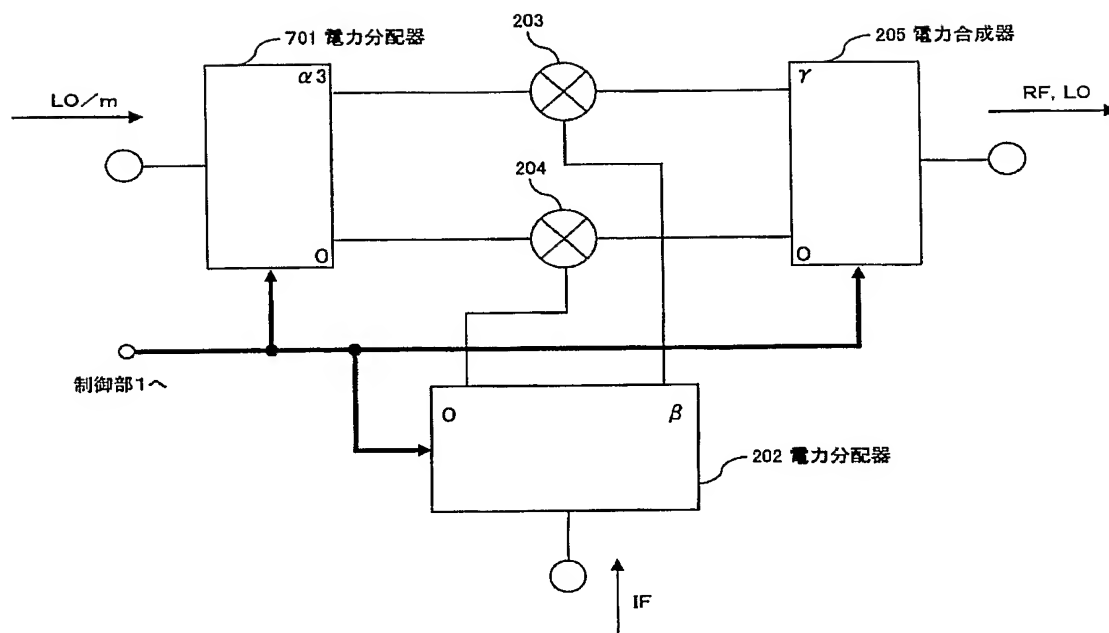 701 電力分配器
203
205 電力合成器
α3
γ
LO/m
RF, LO
204
0
0
制御部1へ
0
β
202 電力分配器
IF